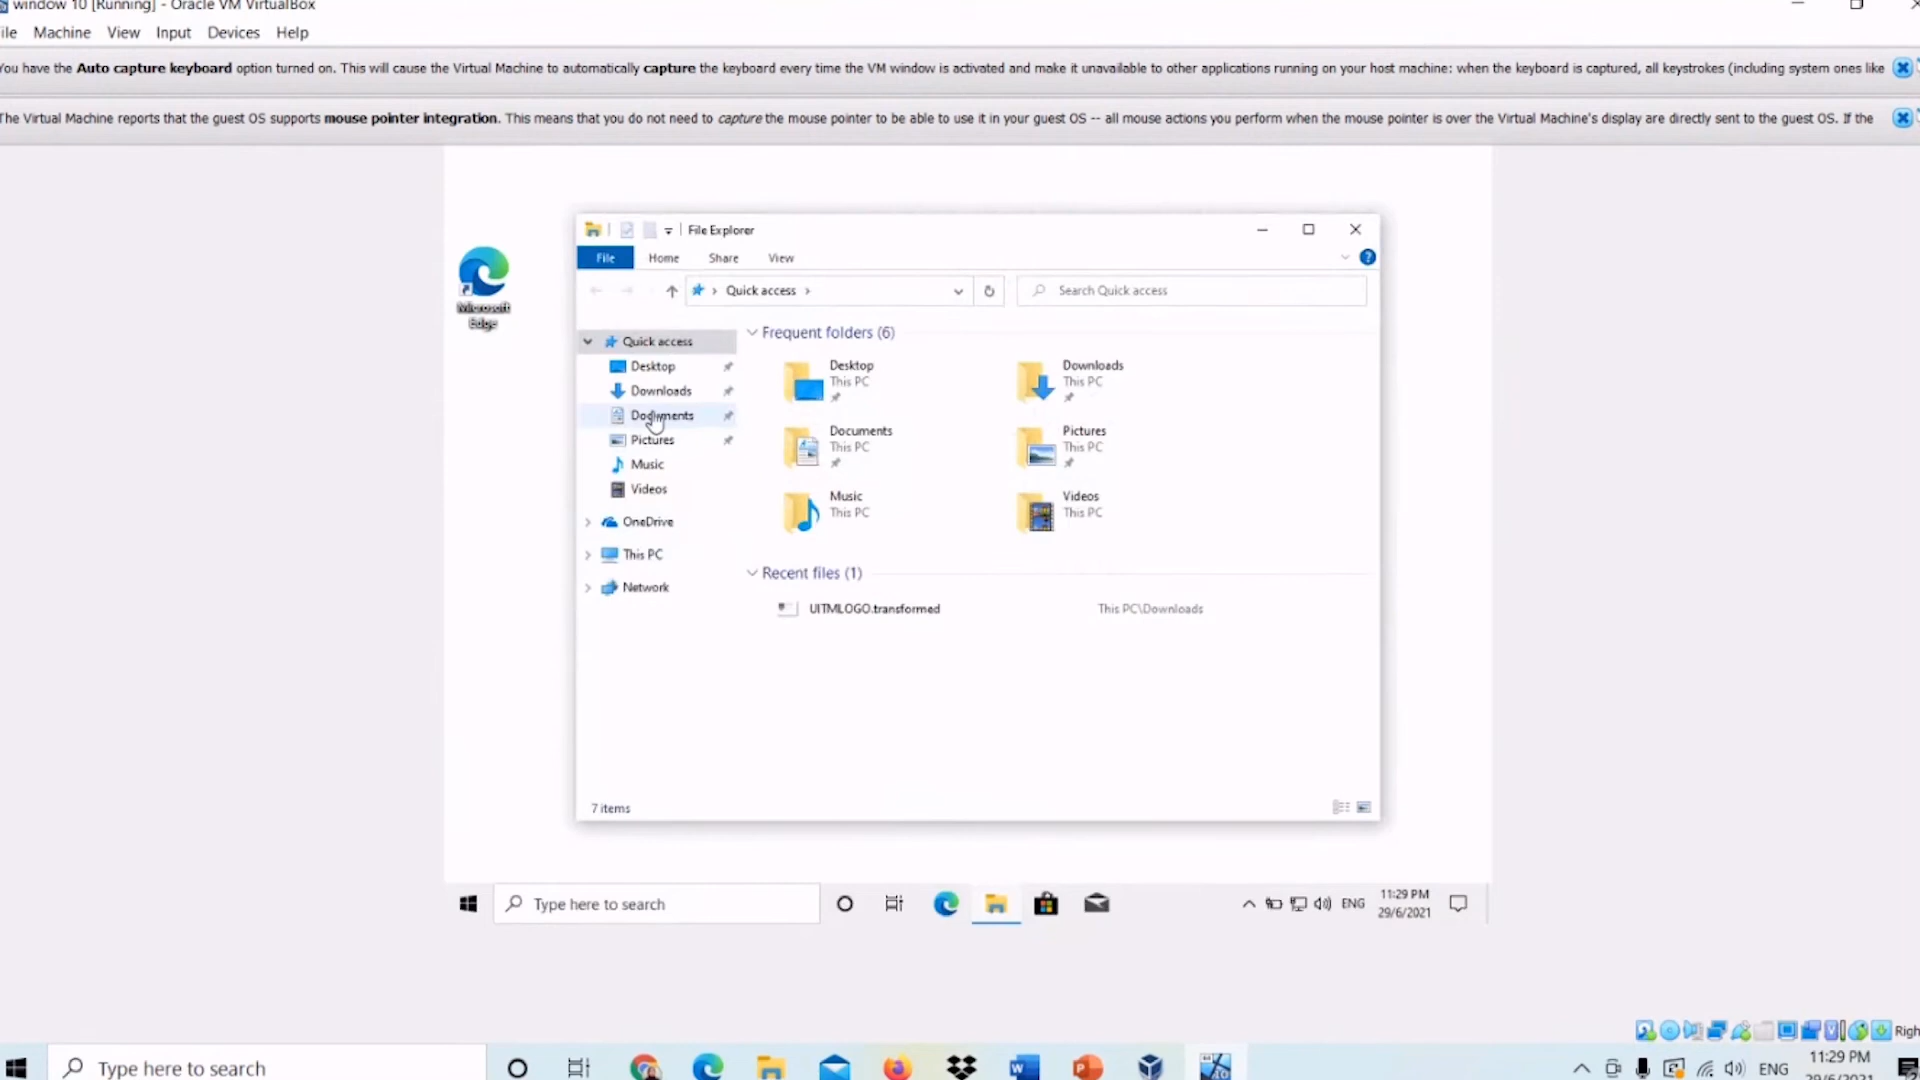 window 10 [Running] - Oracle VM VirtualBox
ile Machine View Input Devices Help
You have the Auto capture keyboard option turned on. This will cause the Virtual Machine to automatically capture the keyboard every time the VM window is activated and make it unavailable to other applications running on your host machine: when the keyboard is captured, all keystrokes (including system ones like
The Virtual Machine reports that the guest OS supports mouse pointer integration. This means that you do not need to capture the mouse pointer to be able to use it in your guest OS -- all mouse actions you perform when the mouse pointer is over the Virtual Machine's display are directly sent to the guest OS. If the
Microsoft
Edge
File Explorer
File Home Share View
Quick access
Search Quick access
Quick access
Desktop
Downloads
Documents
Pictures
Music
Videos
OneDrive
This PC
Network
Frequent folders (6)
Desktop
This PC
Downloads
This PC
Documents
This PC
Pictures
This PC
Music
This PC
Videos
This PC
Recent files (1)
UITMLOGO.transformed This PC\Downloads
7 items
Type here to search
ENG
11:29 PM
29/6/2021
Righ
Type here to search
ENG
11:29 PM
29/6/2021